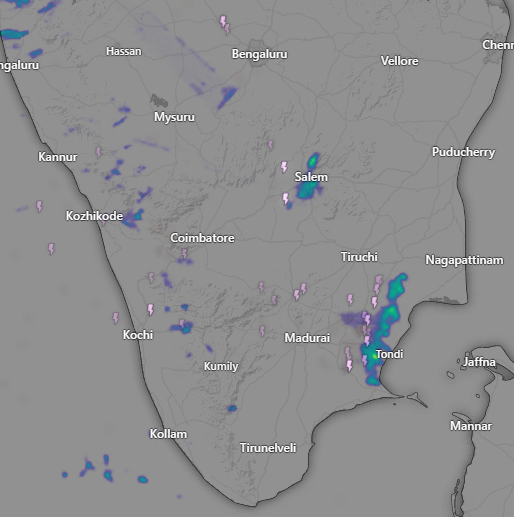 Hassan
Bengaluru
Chenn
ngaluru
Vellore
Mysuru
Kannur
Puducherry
Salem
Kozhikode
Coimbatore
Tiruchi
Nagapattinam
Kochi
Madurai
Tondi
Kumily
Jaffna
Mannar
Kollam
Tirunelveli